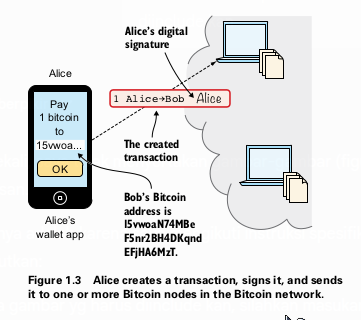 Alice's digital
signature
Alice
Pay
1 bitcoin
to
15vwoa...
OK
1 Alice→Bob Alice
The created
transaction
Bob's Bitcoin
address is
15vwoaN74MBe
F5nr2BH4DKqnd
EFjHA6MzT.
Alice's
wallet app
Figure 1.3 Alice creates a transaction, signs it, and sends
it to one or more Bitcoin nodes in the Bitcoin network.